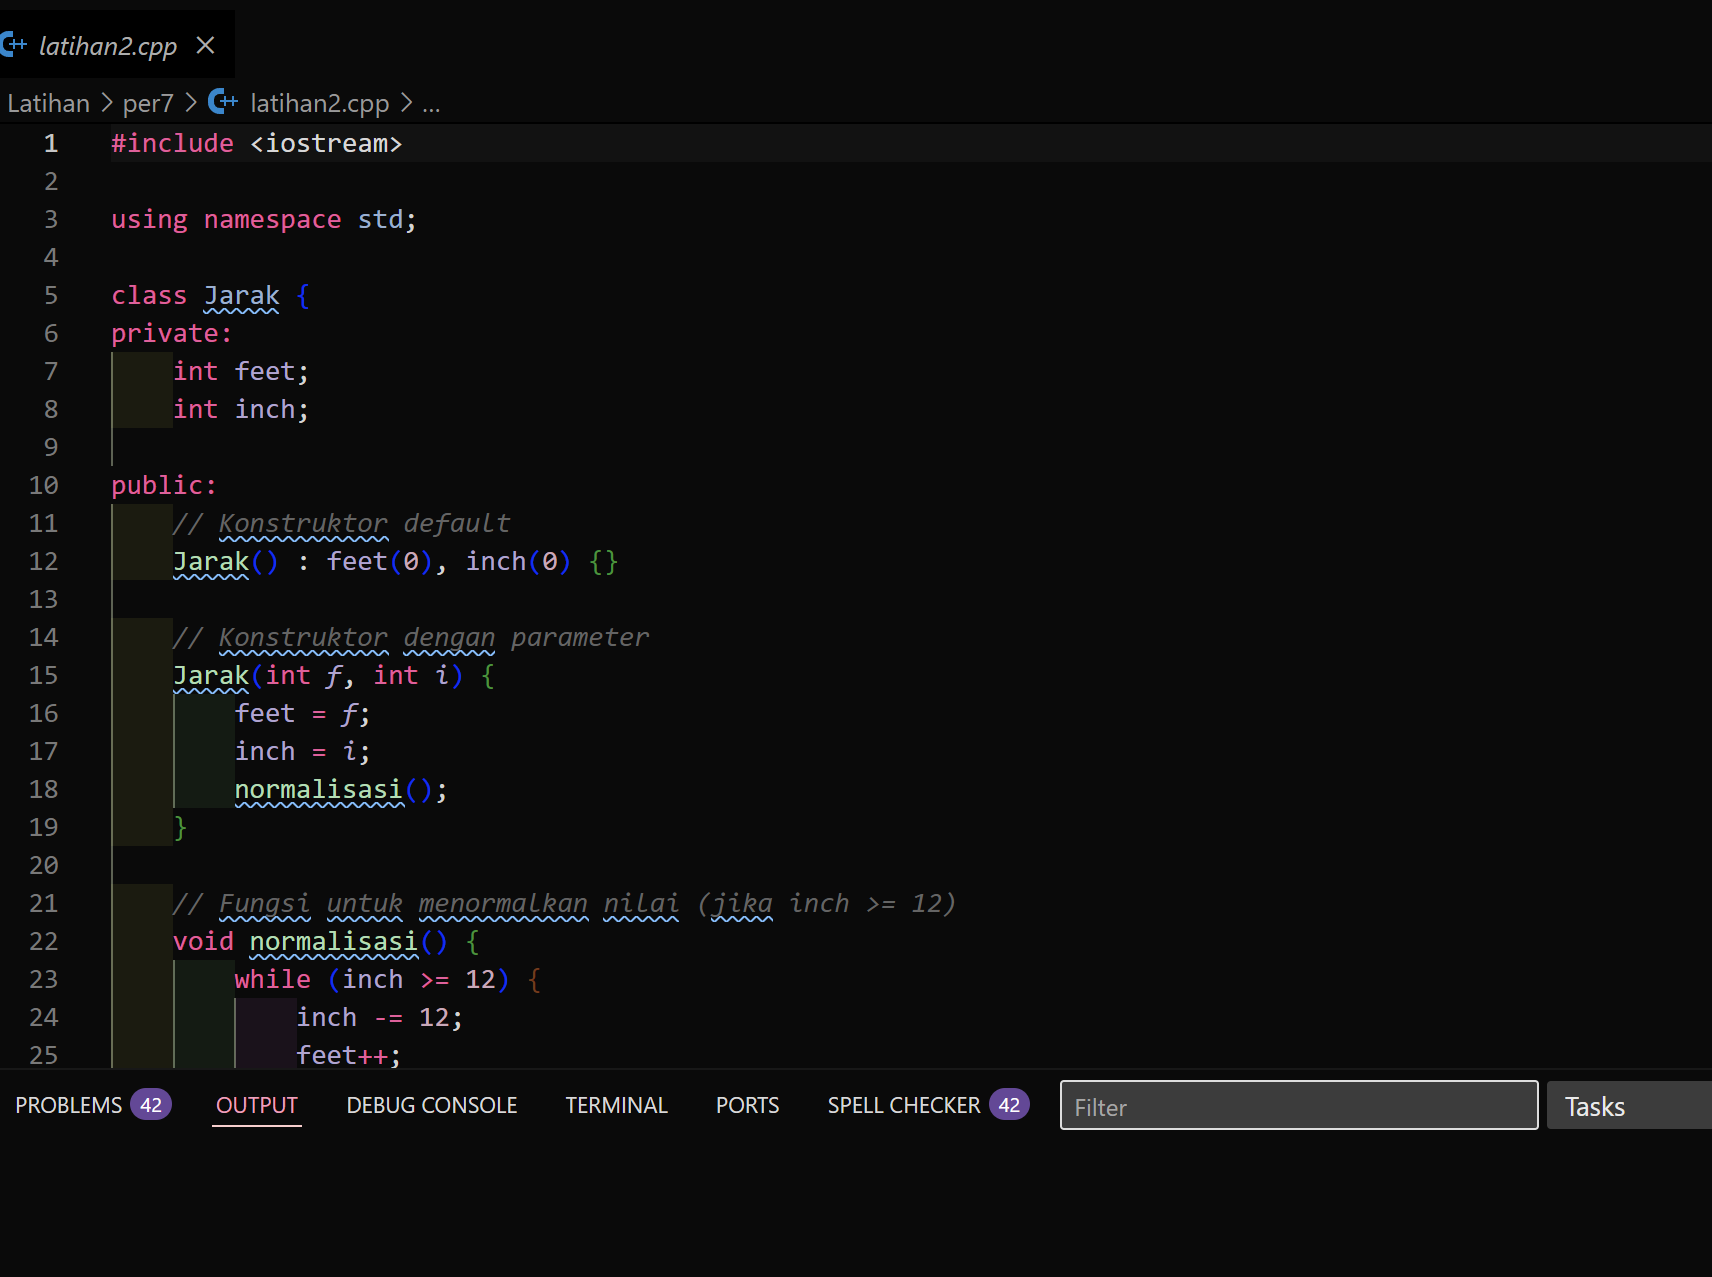 latihan2.cpp
Latihan > per7 > latihan2.cpp > ...
1 #include <iostream>
2
3 using namespace std;
4
5 class Jarak {
6 private:
7     int feet;
8     int inch;
9
10 public:
11     // Konstruktor default
12     Jarak() : feet(0), inch(0) {}
13
14     // Konstruktor dengan parameter
15     Jarak(int f, int i) {
16         feet = f;
17         inch = i;
18         normalisasi();
19     }
20
21     // Fungsi untuk menormalkan nilai (jika inch >= 12)
22     void normalisasi() {
23         while (inch >= 12) {
24             inch -= 12;
25             feet++;
PROBLEMS 42 OUTPUT DEBUG CONSOLE TERMINAL PORTS SPELL CHECKER 42 Filter Tasks